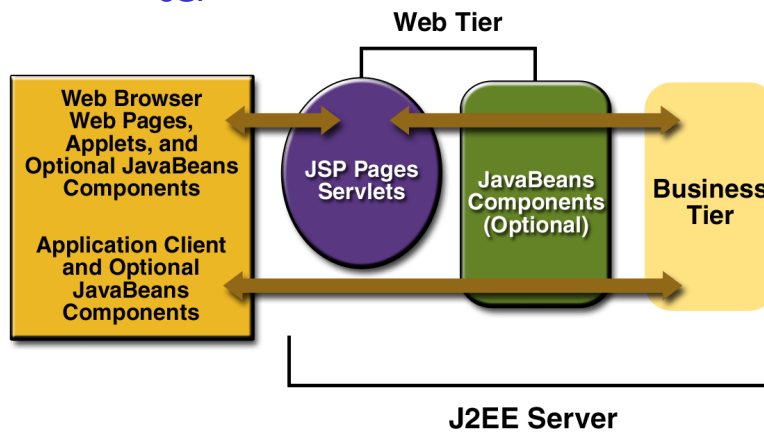 Web Tier
Web Browser
Web Pages,
Applets, and
Optional JavaBeans
Components
Application Client
and Optional
JavaBeans
Components
JSP Pages
Servlets
JavaBeans
Components
(Optional)
Business
Tier
J2EE Server